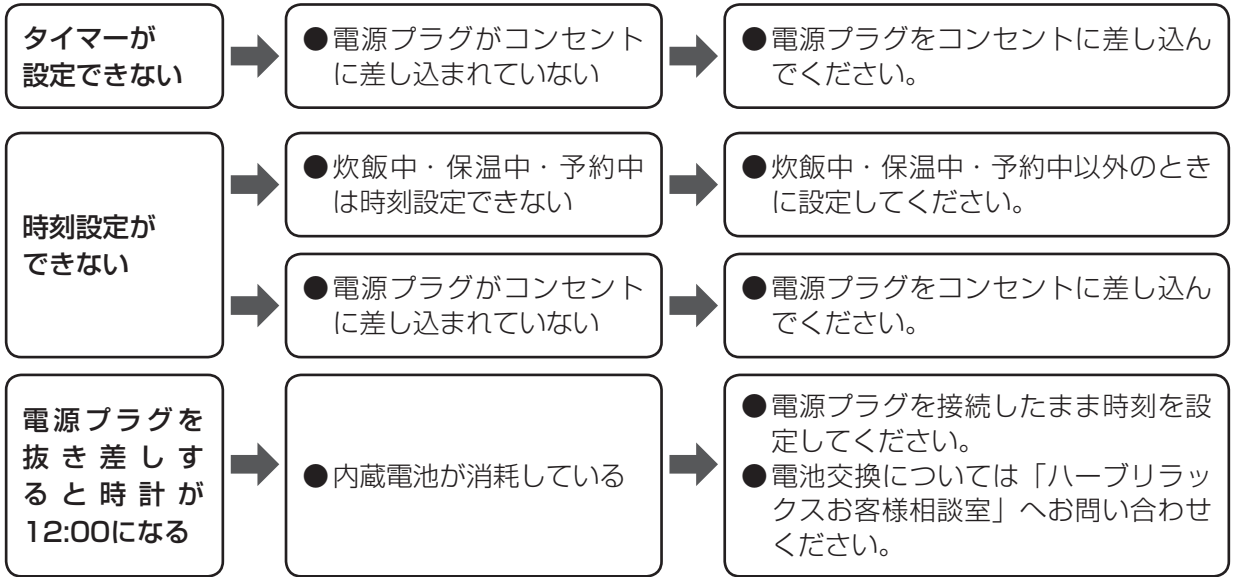 タイマーが
設定できない
●電源プラグがコンセント
に差し込まれていない
●電源プラグをコンセントに差し込ん
でください。
時刻設定が
できない
●炊飯中・保温中・予約中
は時刻設定できない
●炊飯中・保温中・予約中以外のとき
に設定してください。
●電源プラグがコンセント
に差し込まれていない
●電源プラグをコンセントに差し込ん
でください。
電源プラグを
抜き差しす
ると時計が
12:00になる
●内蔵電池が消耗している
●電源プラグを接続したまま時刻を設
定してください。
●電池交換については「ハーブリラッ
クスお客様相談室」へお問い合わせ
ください。